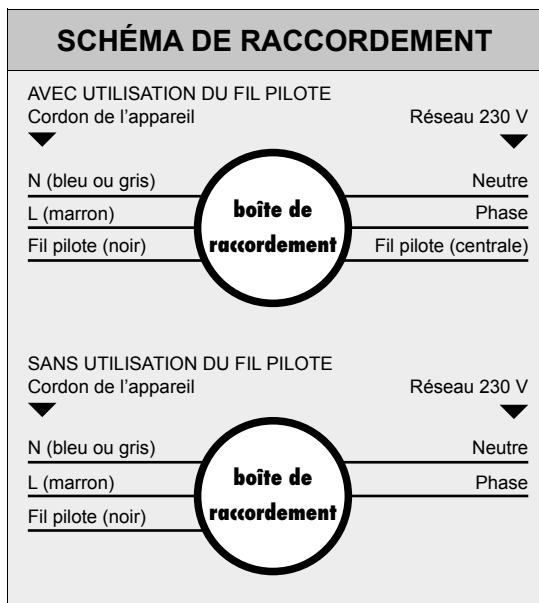 SCHÉMA DE RACCORDEMENT
AVEC UTILISATION DU FIL PILOTE
Cordon de l'appareil
Réseau 230 V
N (bleu ou gris)
Neutre
L (marron)
Phase
Fil pilote (noir)
Fil pilote (centrale)
boîte de
raccordement
SANS UTILISATION DU FIL PILOTE
Cordon de l'appareil
Réseau 230 V
N (bleu ou gris)
Neutre
L (marron)
Phase
Fil pilote (noir)
boîte de
raccordement